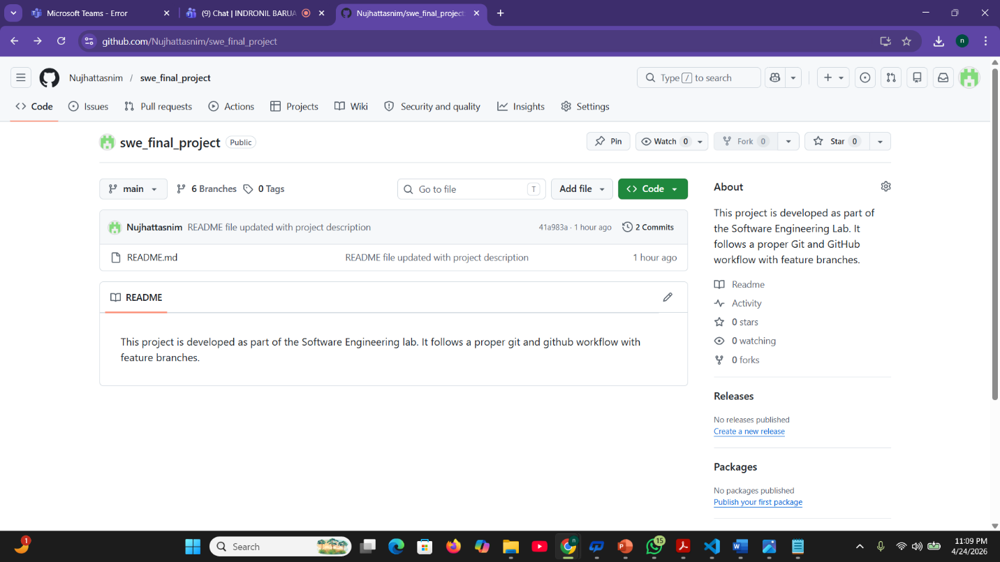 Microsoft Teams - Error
(9) Chat | INDRONIL BARUA
Nujhattasnim/swe_final_project
github.com/Nujhattasnim/swe_final_project
n
Nujhattasnim / swe_final_project
Type / to search
Code
Issues
Pull requests
Actions
Projects
Wiki
Security and quality
Insights
Settings
swe_final_project Public
Pin
Watch 0
Fork 0
Star 0
main
6 Branches
0 Tags
Go to file T
Add file
Code
Nujhattasnim README file updated with project description 41a983a · 1 hour ago 2 Commits
README.md README file updated with project description 1 hour ago
README
This project is developed as part of the Software Engineering lab. It follows a proper git and github workflow with
feature branches.
About
This project is developed as part of
the Software Engineering Lab. It
follows a proper Git and GitHub
workflow with feature branches.
Readme
Activity
0 stars
0 watching
0 forks
Releases
No releases published
Create a new release
Packages
No packages published
Publish your first package
1
Search
n
15
11:09 PM
4/24/2026